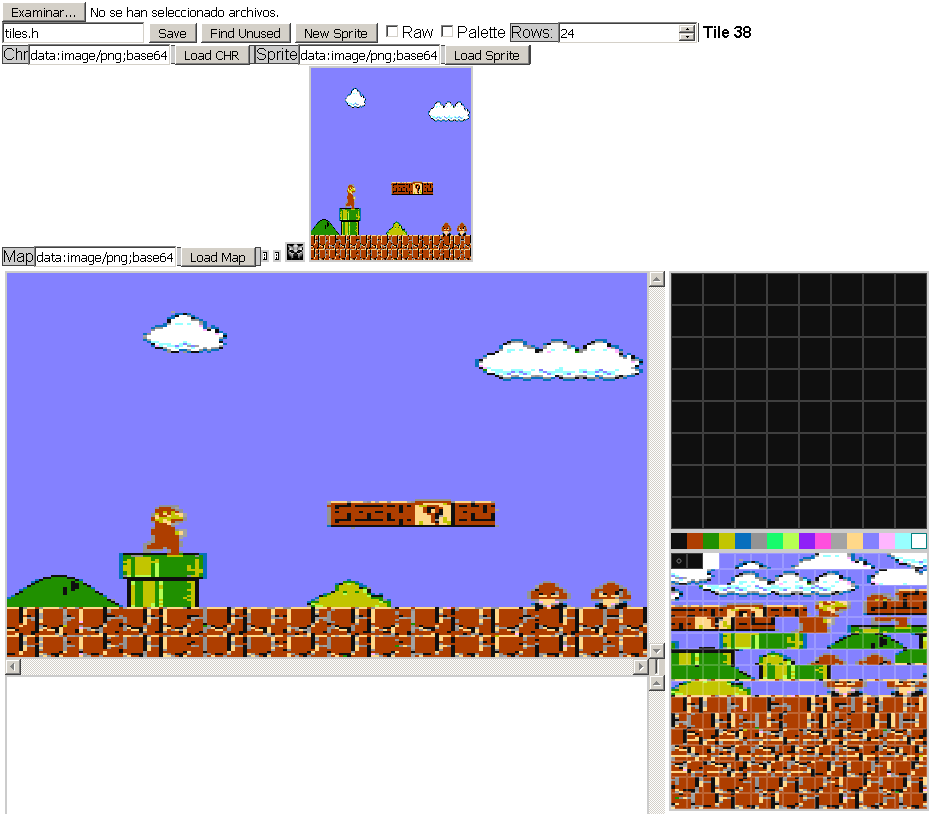 Examinar... No se han seleccionado archivos.
tiles.h Save Find Unused New Sprite Raw Palette Rows: 24 Tile 38
Chr data:image/png;base64 Load CHR Sprite data:image/png;base64 Load Sprite
?
Map data:image/png;base64 Load Map
?